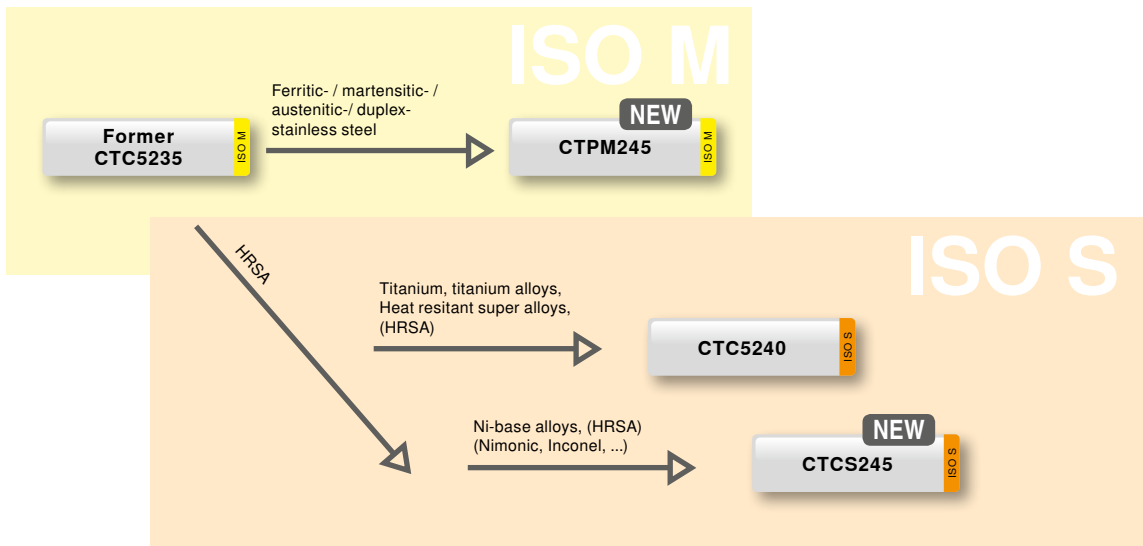 ISO M
Ferritic- / martensitic- /
austenitic-/ duplex-
stainless steel
Former
CTC5235
ISO M
NEW
CTPM245
ISO M
HRSA
ISO S
Titanium, titanium alloys,
Heat resitant super alloys,
(HRSA)
CTC5240
ISO S
Ni-base alloys, (HRSA)
(Nimonic, Inconel, ...)
NEW
CTCS245
ISO S